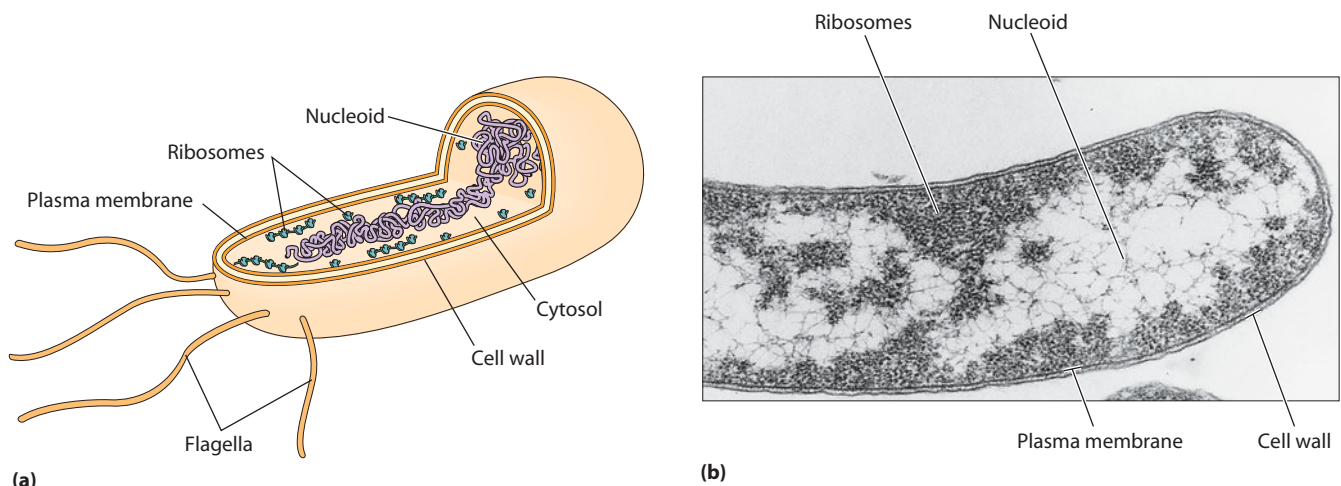 Nucleoid
Ribosomes
Plasma membrane
Cytosol
Cell wall
Flagella
(a)
Ribosomes
Nucleoid
Plasma membrane
Cell wall
(b)